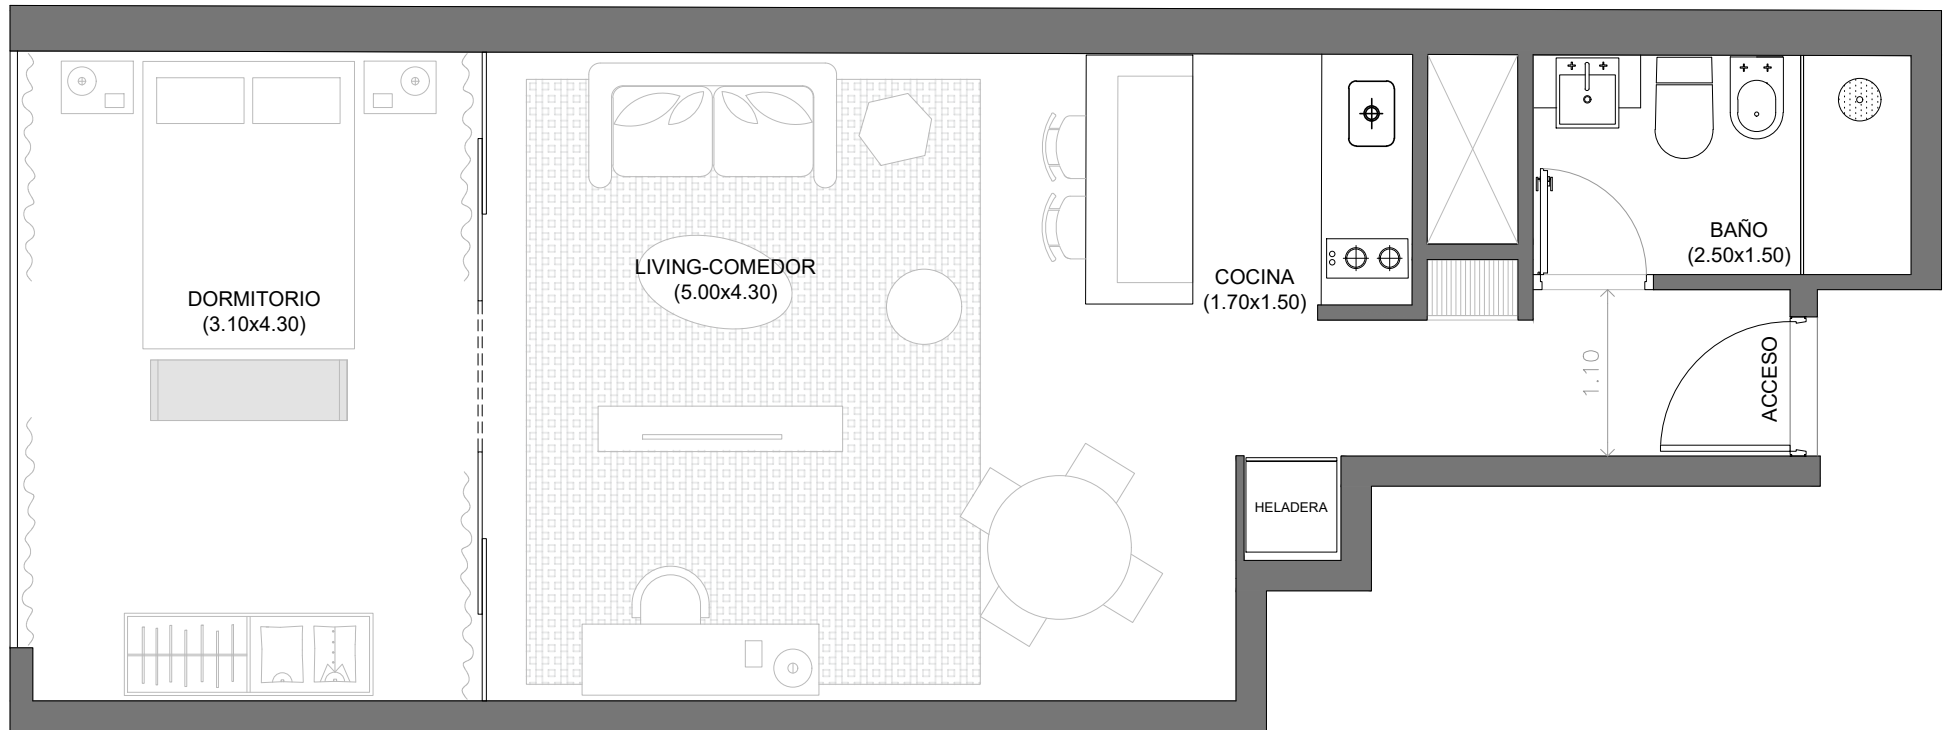 DORMITORIO
(3.10x4.30)
LIVING-COMEDOR
(5.00x4.30)
COCINA
(1.70x1.50)
BAÑO
(2.50x1.50)
1.10
ACCESO
HELADERA